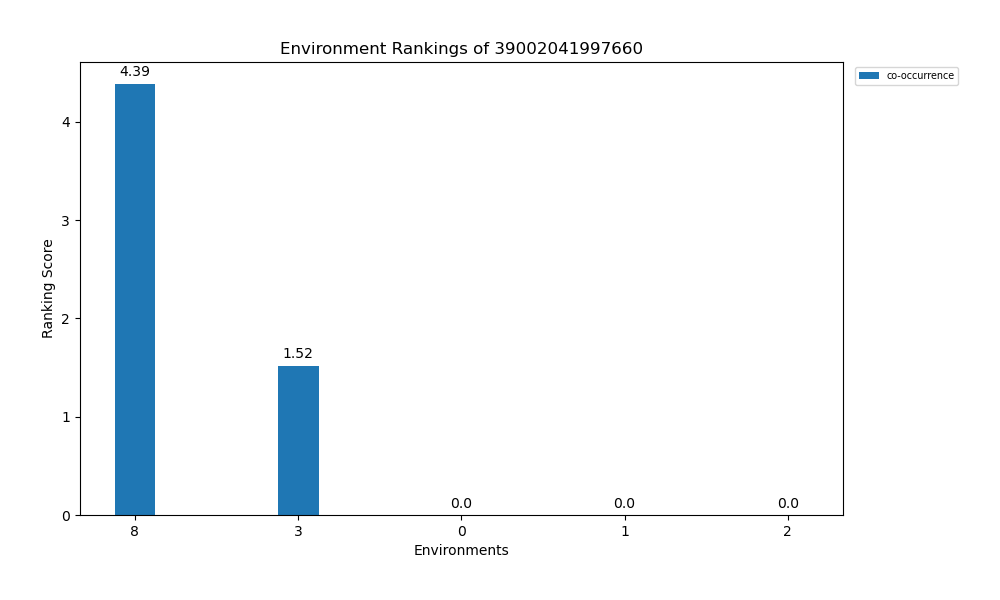 Environment Rankings of 39002041997660
4.39
co-occurrence
4
3
Ranking Score
2
1.52
1
0.0 0.0 0.0
0
8 3 0 1 2
Environments